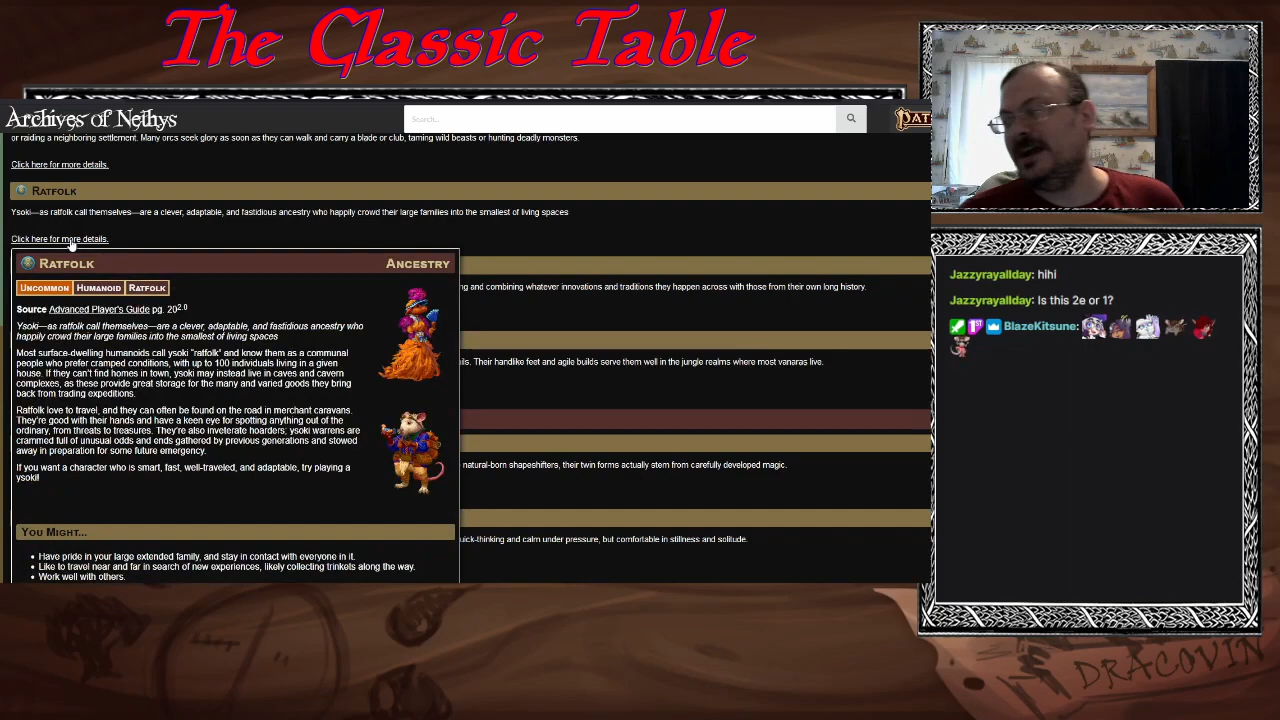 The Classic Table
Archives of Nethys
Search...
or raiding a neighboring settlement. Many orcs seek glory as soon as they can walk and carry a blade or club, taming wild beasts or hunting deadly monsters.
Click here for more details.
Ratfolk
Ysoki—as ratfolk call themselves—are a clever, adaptable, and fastidious ancestry who happily crowd their large families into the smallest of living spaces
Click here for more details.
Ratfolk Ancestry
Uncommon Humanoid Ratfolk
Source Advanced Player's Guide pg. 20 2.0
Ysoki—as ratfolk call themselves—are a clever, adaptable, and fastidious ancestry who
happily crowd their large families into the smallest of living spaces
Most surface-dwelling humanoids call ysoki "ratfolk" and know them as a communal
people who prefer cramped conditions, with up to 100 individuals living in a given
house. If they can't find homes in town, ysoki may instead live in caves and cavern
complexes, as these provide great storage for the many and varied goods they bring
back from trading expeditions.
Ratfolk love to travel, and they can often be found on the road in merchant caravans.
They're good with their hands and have a keen eye for spotting anything out of the
ordinary, from threats to treasures. They're also inveterate hoarders; ysoki warrens are
crammed full of unusual odds and ends gathered by previous generations and stowed
away in preparation for some future emergency.
If you want a character who is smart, fast, well-traveled, and adaptable, try playing a
ysoki!
You Might...
• Have pride in your large extended family, and stay in contact with everyone in it.
• Like to travel near and far in search of new experiences, likely collecting trinkets along the way.
• Work well with others.
ng and combining whatever innovations and traditions they happen across with those from their own long history.
ils. Their handlike feet and agile builds serve them well in the jungle realms where most vanaras live.
natural-born shapeshifters, their twin forms actually stem from carefully developed magic.
uick-thinking and calm under pressure, but comfortable in stillness and solitude.
Jazzyrayallday: hihi
Jazzyrayallday: Is this 2e or 1?
BlazeKitsune:
DRACOVIN